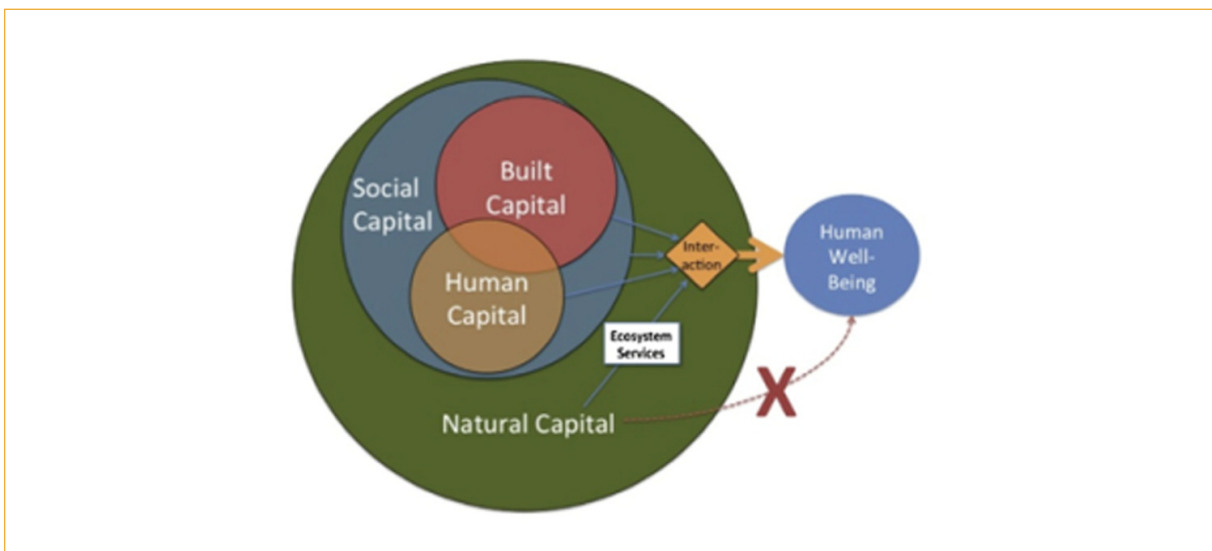 Built
Capital
Social
Capital
Human
Capital
Inter-
action
Human
Well-
Being
Ecosystem
Services
Natural Capital
X